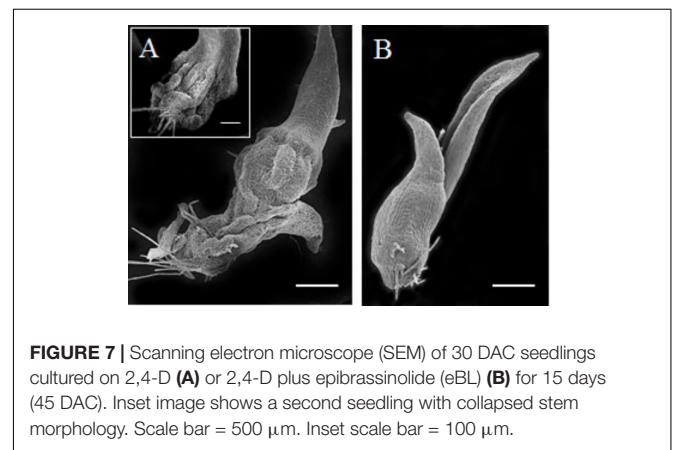 A
B
FIGURE 7 | Scanning electron microscope (SEM) of 30 DAC seedlings
cultured on 2,4-D (A) or 2,4-D plus epibrassinolide (eBL) (B) for 15 days
(45 DAC). Inset image shows a second seedling with collapsed stem
morphology. Scale bar = 500 μm. Inset scale bar = 100 μm.